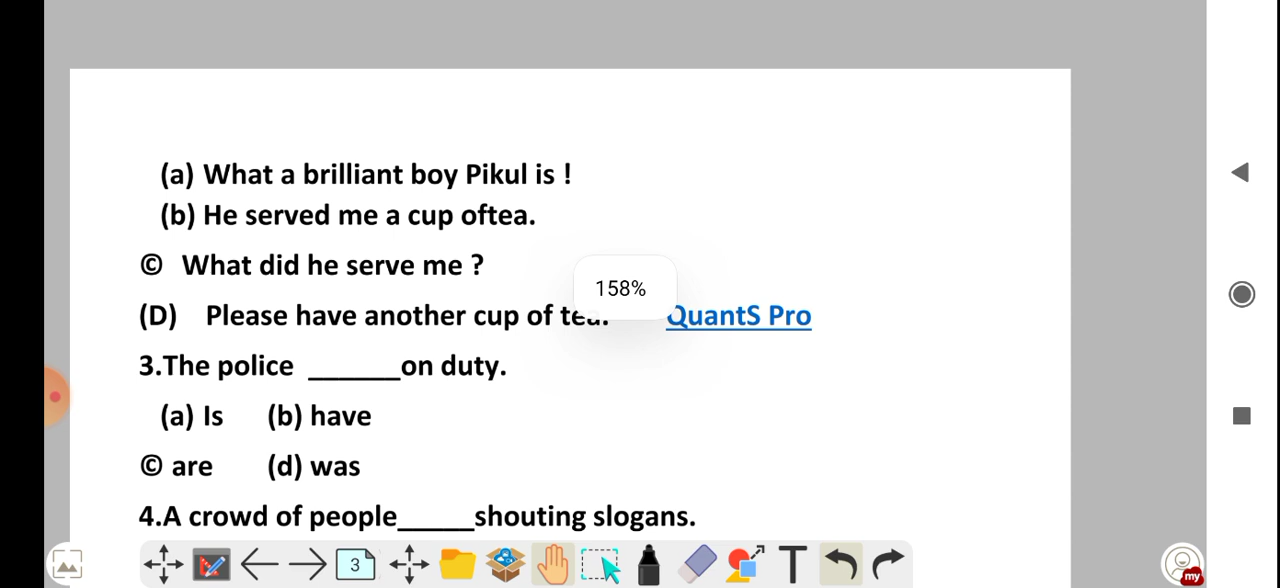 (a) What a brilliant boy Pikul is !
(b) He served me a cup oftea.
© What did he serve me ?
158%
(D) Please have another cup of tea. QuantS Pro
3.The police ______on duty.
(a) Is (b) have
© are (d) was
4.A crowd of people_____shouting slogans.
3
T
my